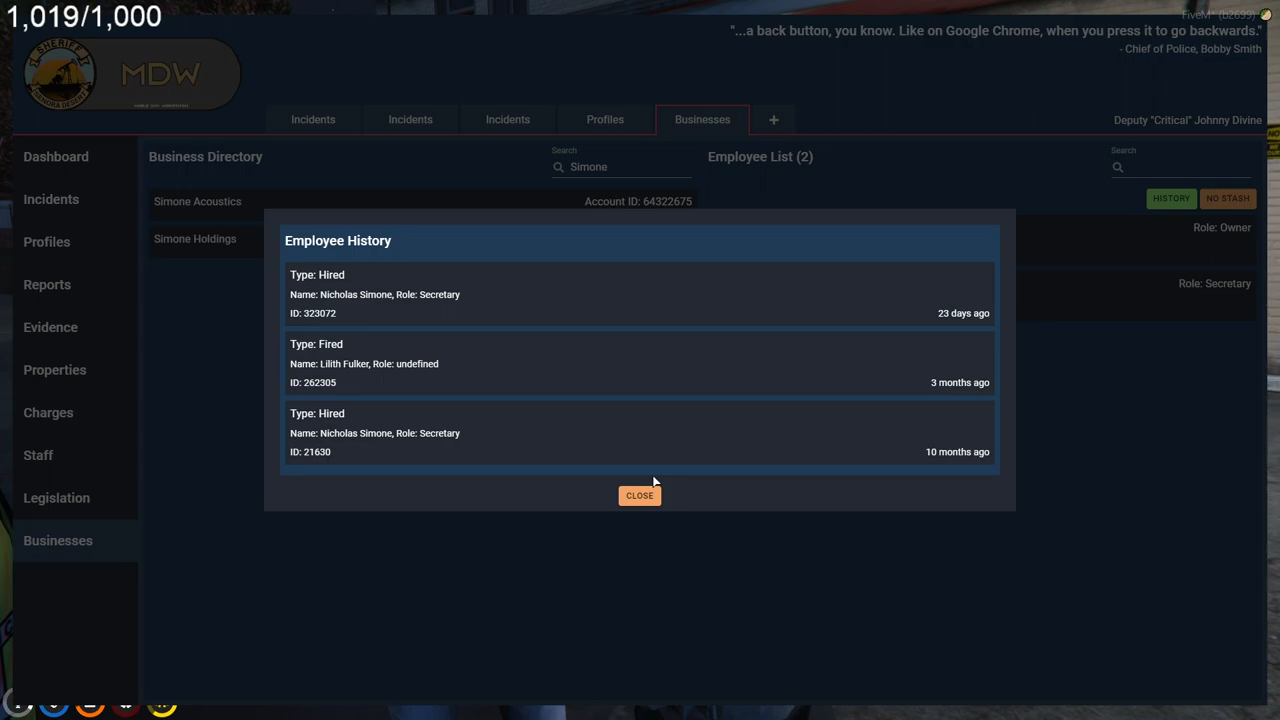 1,019/1,000
FiveM* (b2699)
"...a back button, you know. Like on Google Chrome, when you press it to go backwards."
- Chief of Police, Bobby Smith
SHERIFF
MDW
Incidents
Incidents
Incidents
Profiles
Businesses
+
Deputy "Critical" Johnny Divine
Dashboard
Incidents
Profiles
Reports
Evidence
Properties
Charges
Staff
Legislation
Businesses
Business Directory
Search
Simone
Simone Acoustics
Account ID: 64322675
Simone Holdings
Employee List (2)
Search
HISTORY
NO STASH
Role: Owner
Role: Secretary
Employee History
Type: Hired
Name: Nicholas Simone, Role: Secretary
ID: 323072
23 days ago
Type: Fired
Name: Lilith Fulker, Role: undefined
ID: 262305
3 months ago
Type: Hired
Name: Nicholas Simone, Role: Secretary
ID: 21630
10 months ago
CLOSE